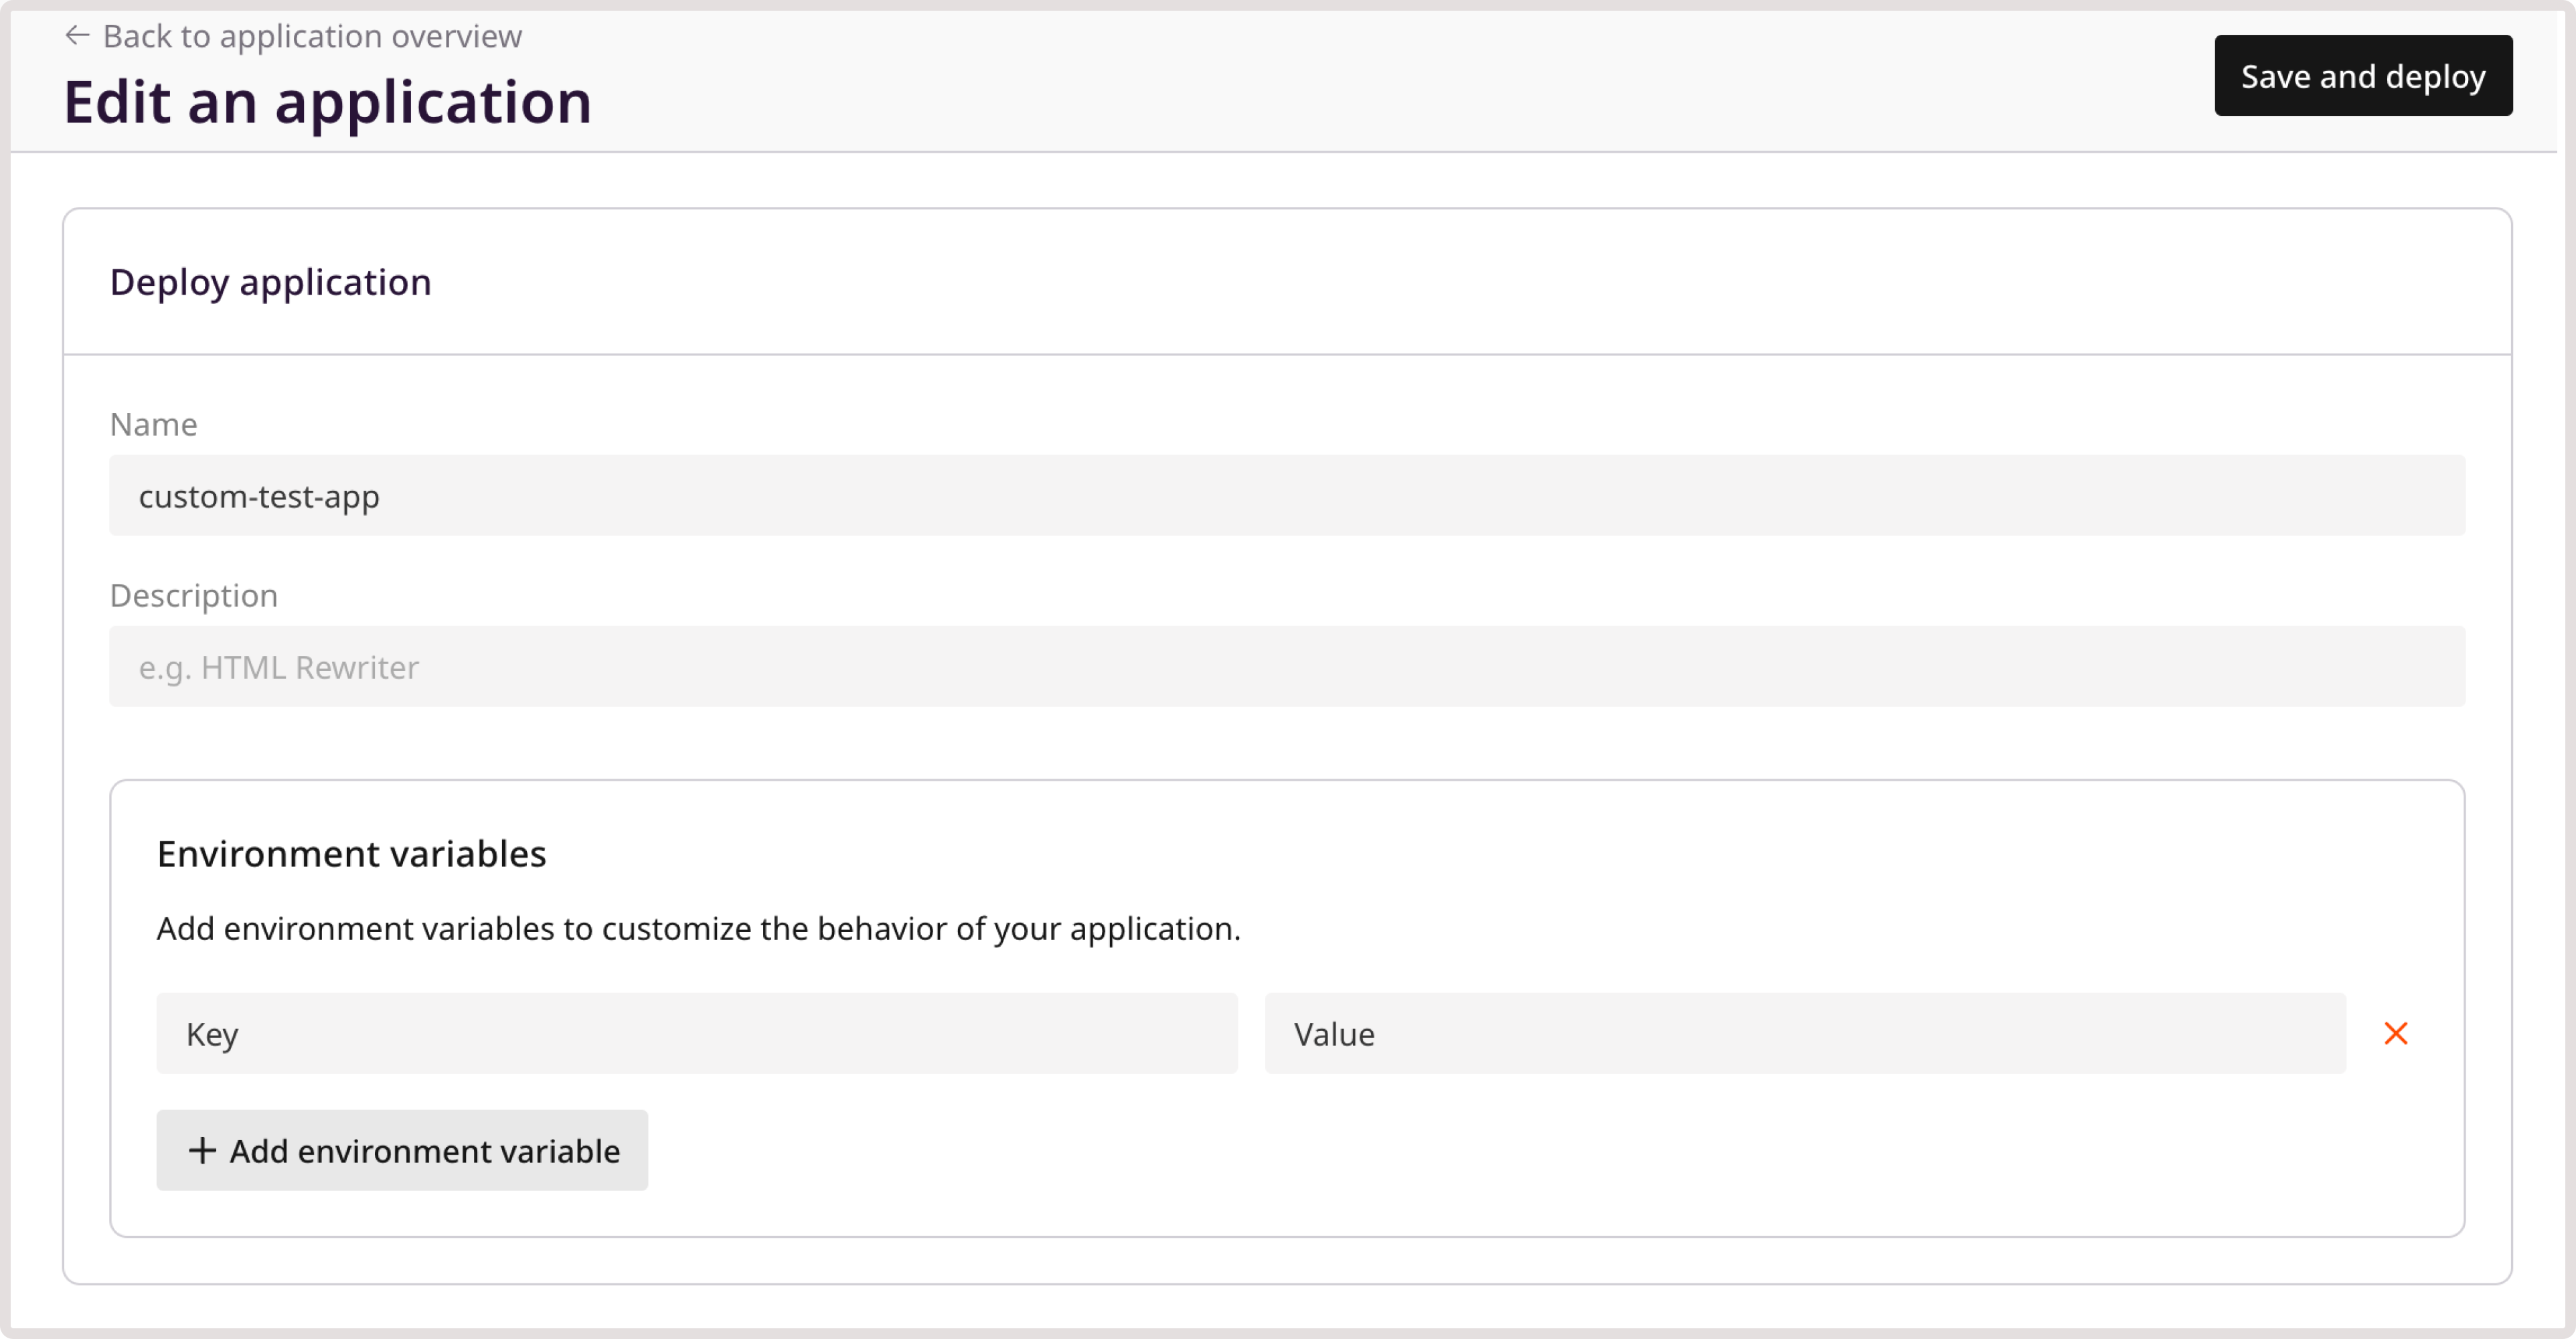 Back to application overview
Edit an application
Save and deploy
Deploy application
Name
custom-test-app
Description
e.g. HTML Rewriter
Environment variables
Add environment variables to customize the behavior of your application.
Key
Value
Add environment variable